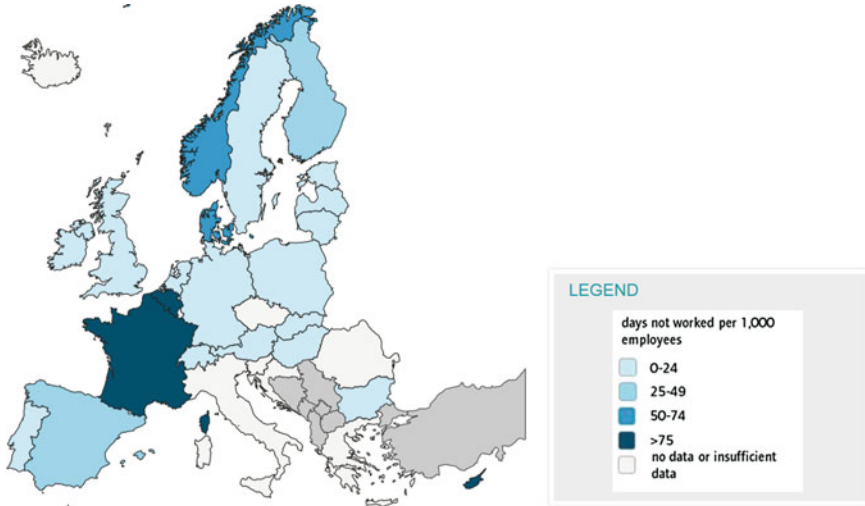 LEGEND
days not worked per 1,000
employees
0-24
25-49
50-74
>75
no data or insufficient
data